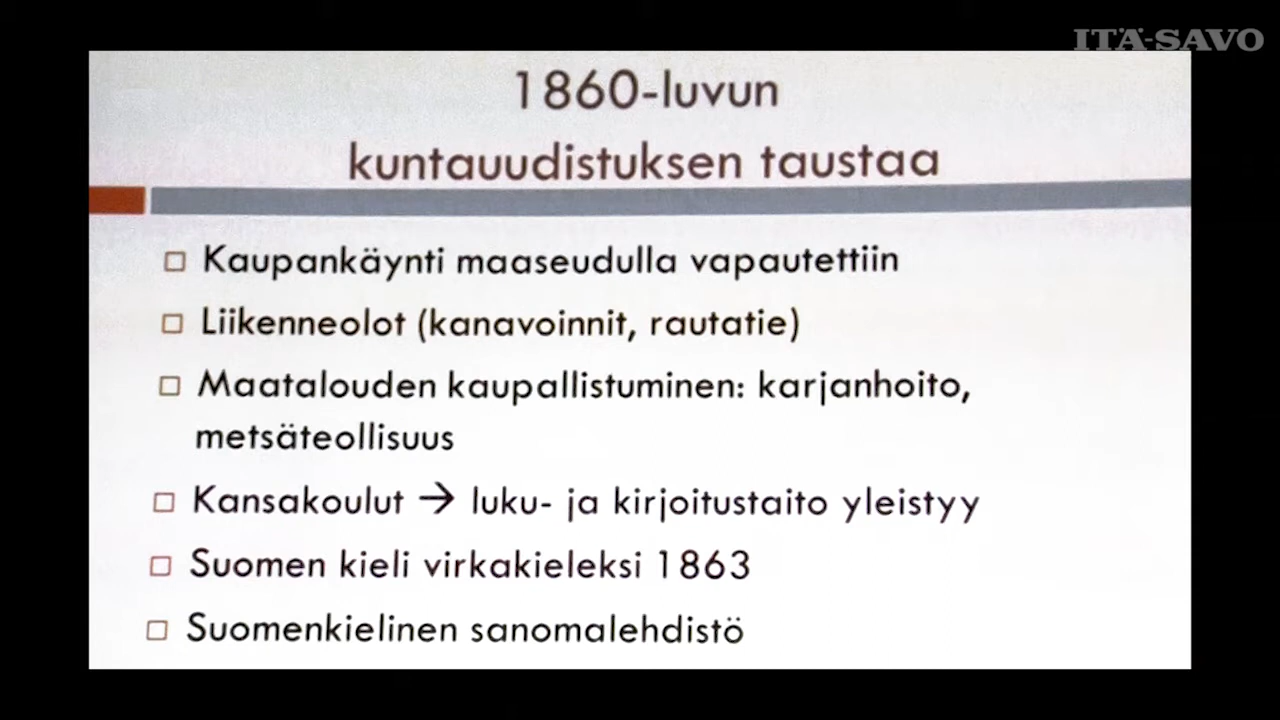 ITÄ-SAVO
1860-luvun
kuntauudistuksen taustaa
□ Kaupankäynti maaseudulla vapautettiin
□ Liikenneolot (kanavoinnit, rautatie)
□ Maatalouden kaupallistuminen: karjanhoito,
metsäteollisuus
□ Kansakoulut → luku- ja kirjoitustaito yleistyy
□ Suomen kieli virkakieleksi 1863
□ Suomenkielinen sanomalehdistö